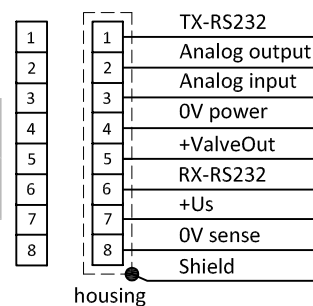 1 1 TX-RS232
2 2 Analog output
3 3 Analog input
4 4 0V power
5 5 +ValveOut
6 6 RX-RS232
7 7 +Us
8 8 0V sense
Shield
housing